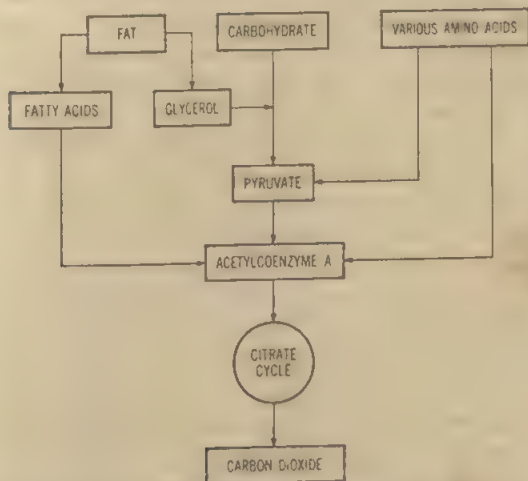 FAT
CARBOHYDRATE
VARIOUS AMINO ACIDS
FATTY ACIDS
GLYCEROL
PYRUVATE
ACETYLCOENZYME A
CITRATE
CYCLE
CARBON DIOXIDE